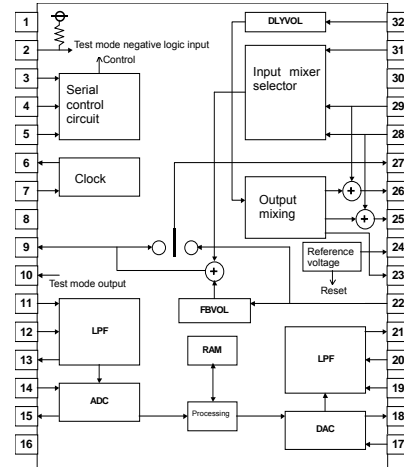 1
DLYVOL
32
2
Test mode negative logic input
31
Control
3
Serial
control
circuit
Input mixer
selector
30
4
29
5
28
6
Clock
27
7
Output
mixing
+
26
8
+
25
9
Reference
voltage
24
10
Test mode output
+
23
Reset
11
FBVOL
22
12
LPF
21
RAM
LPF
13
20
14
ADC
19
15
Processing
DAC
18
16
17